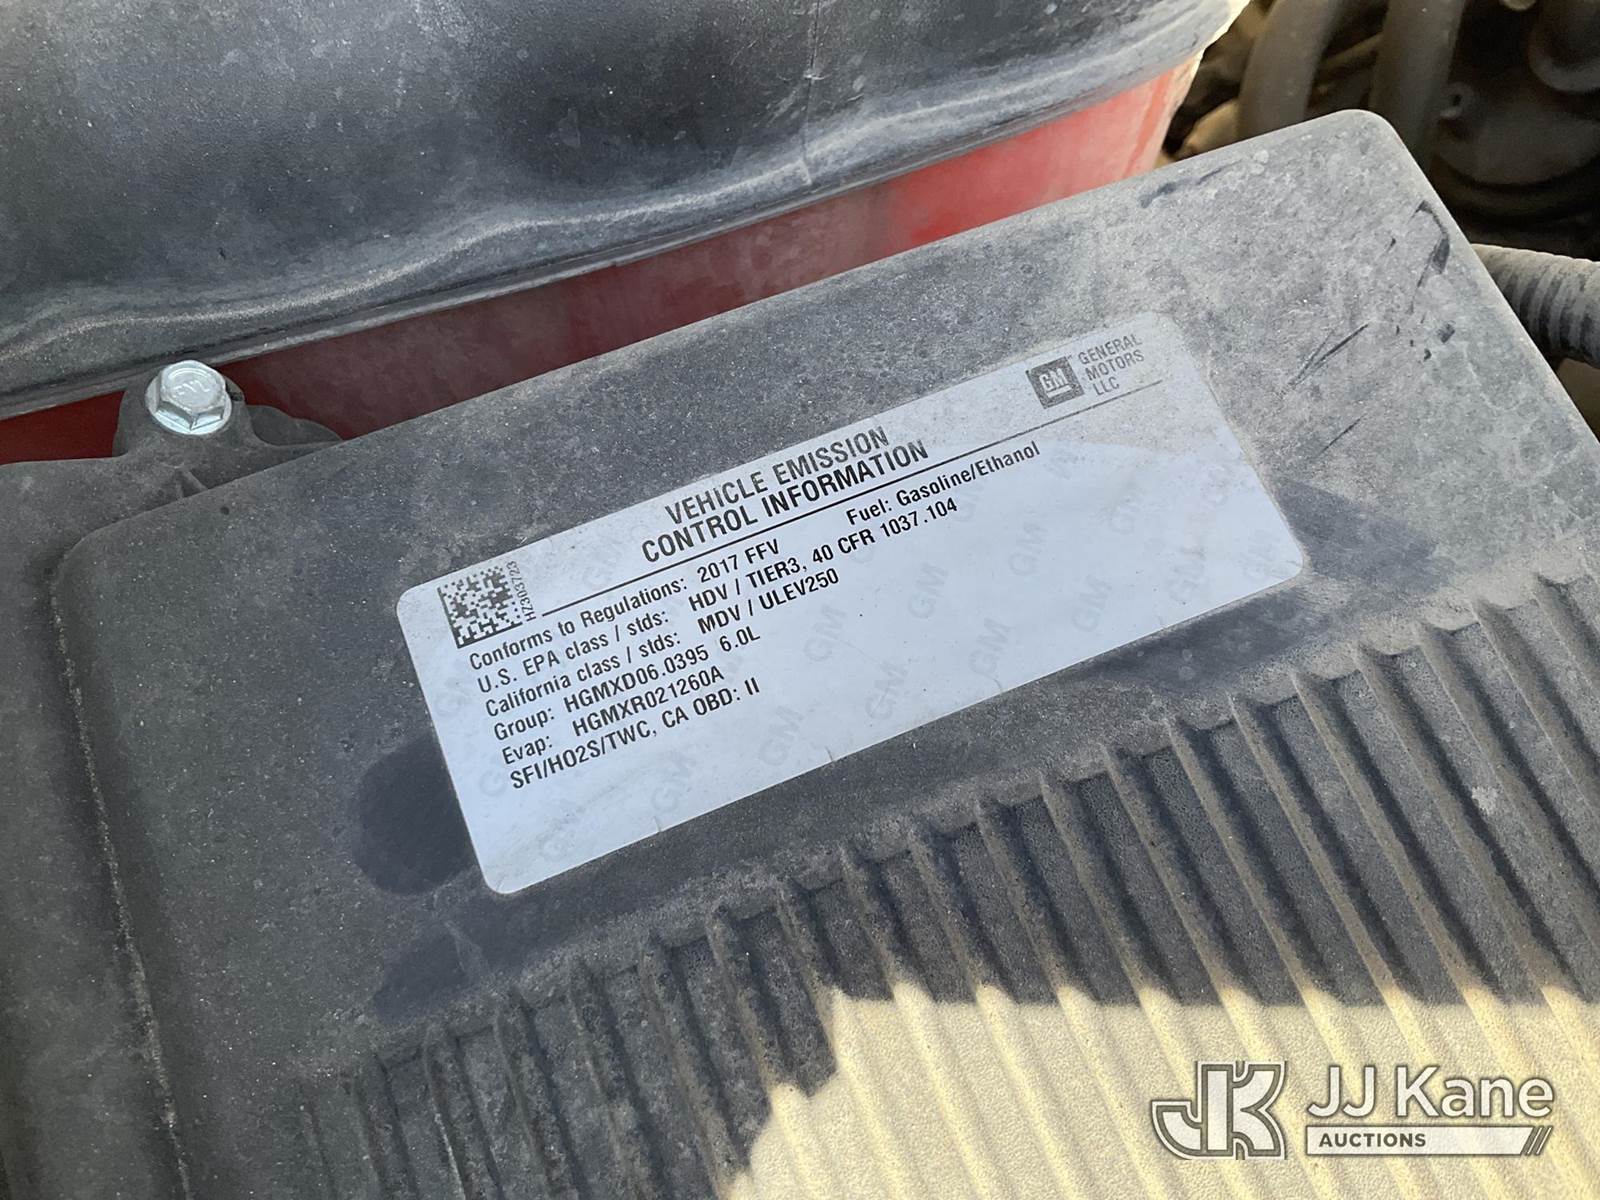 GM
GENERAL
MOTORS
LLC
VEHICLE EMISSION
CONTROL INFORMATION
HZ303723
Conforms to Regulations: 2017 FFV Fuel: Gasoline/Ethanol
U.S. EPA class / stds: HDV / TIER3, 40 CFR 1037.104
California class / stds: MDV / ULEV250
Group: HGMXD06.0395 6.0L
Evap: HGMXR021260A
SFI/HO2S/TWC, CA OBD: II
JJ Kane
AUCTIONS